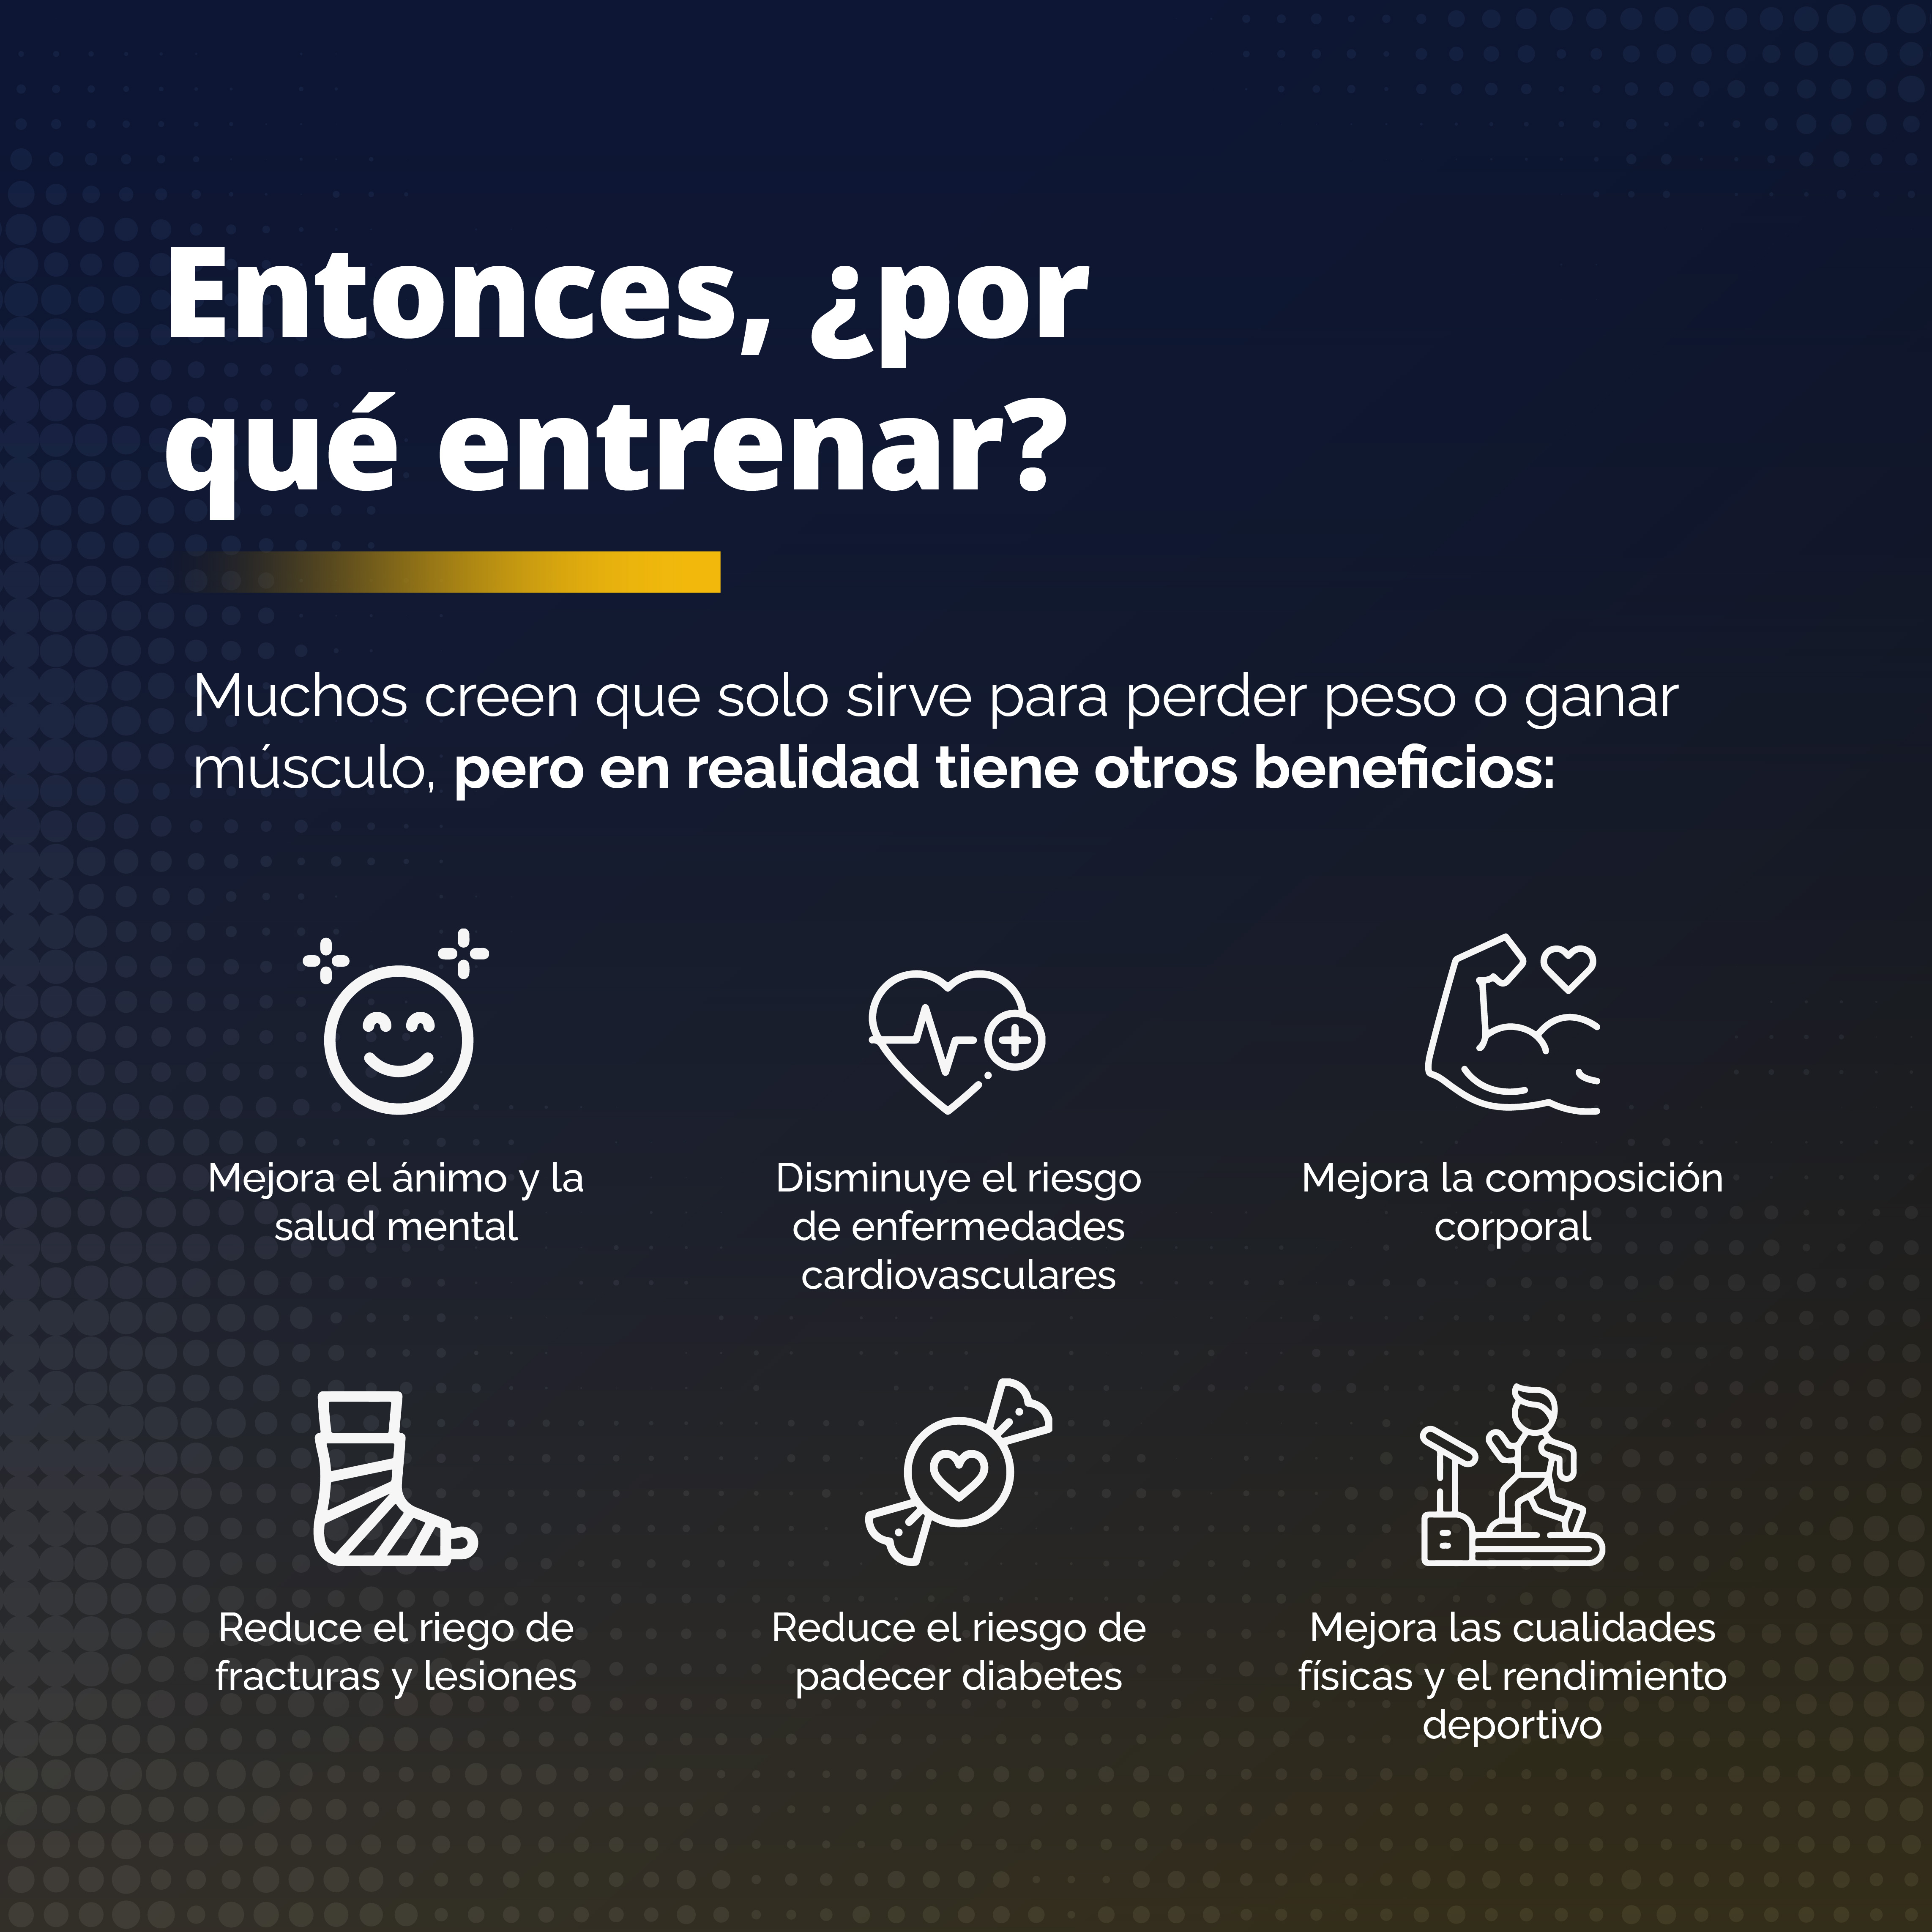 Entonces, ¿por
qué entrenar?
Muchos creen que solo sirve para perder peso o ganar
músculo, pero en realidad tiene otros beneficios:
Mejora el ánimo y la
salud mental
Disminuye el riesgo
de enfermedades
cardiovasculares
Mejora la composición
corporal
Reduce el riego de
fracturas y lesiones
Reduce el riesgo de
padecer diabetes
Mejora las cualidades
físicas y el rendimiento
deportivo